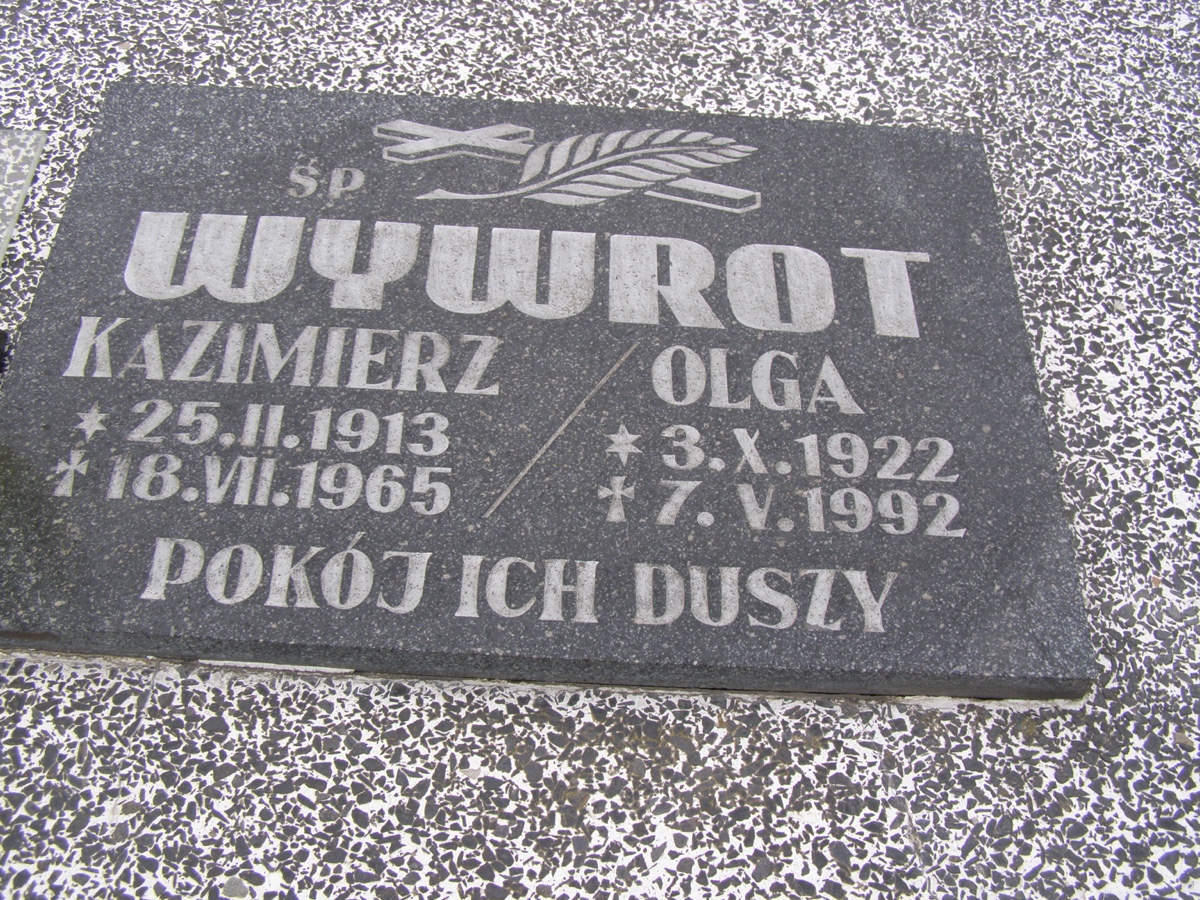 ŚP
WYWROT
KAZIMIERZ / OLGA
* 25.II.1913 * 3.X.1922
✝ 18.VII.1965 ✝ 7.V.1992
POKÓJ ICH DUSZY